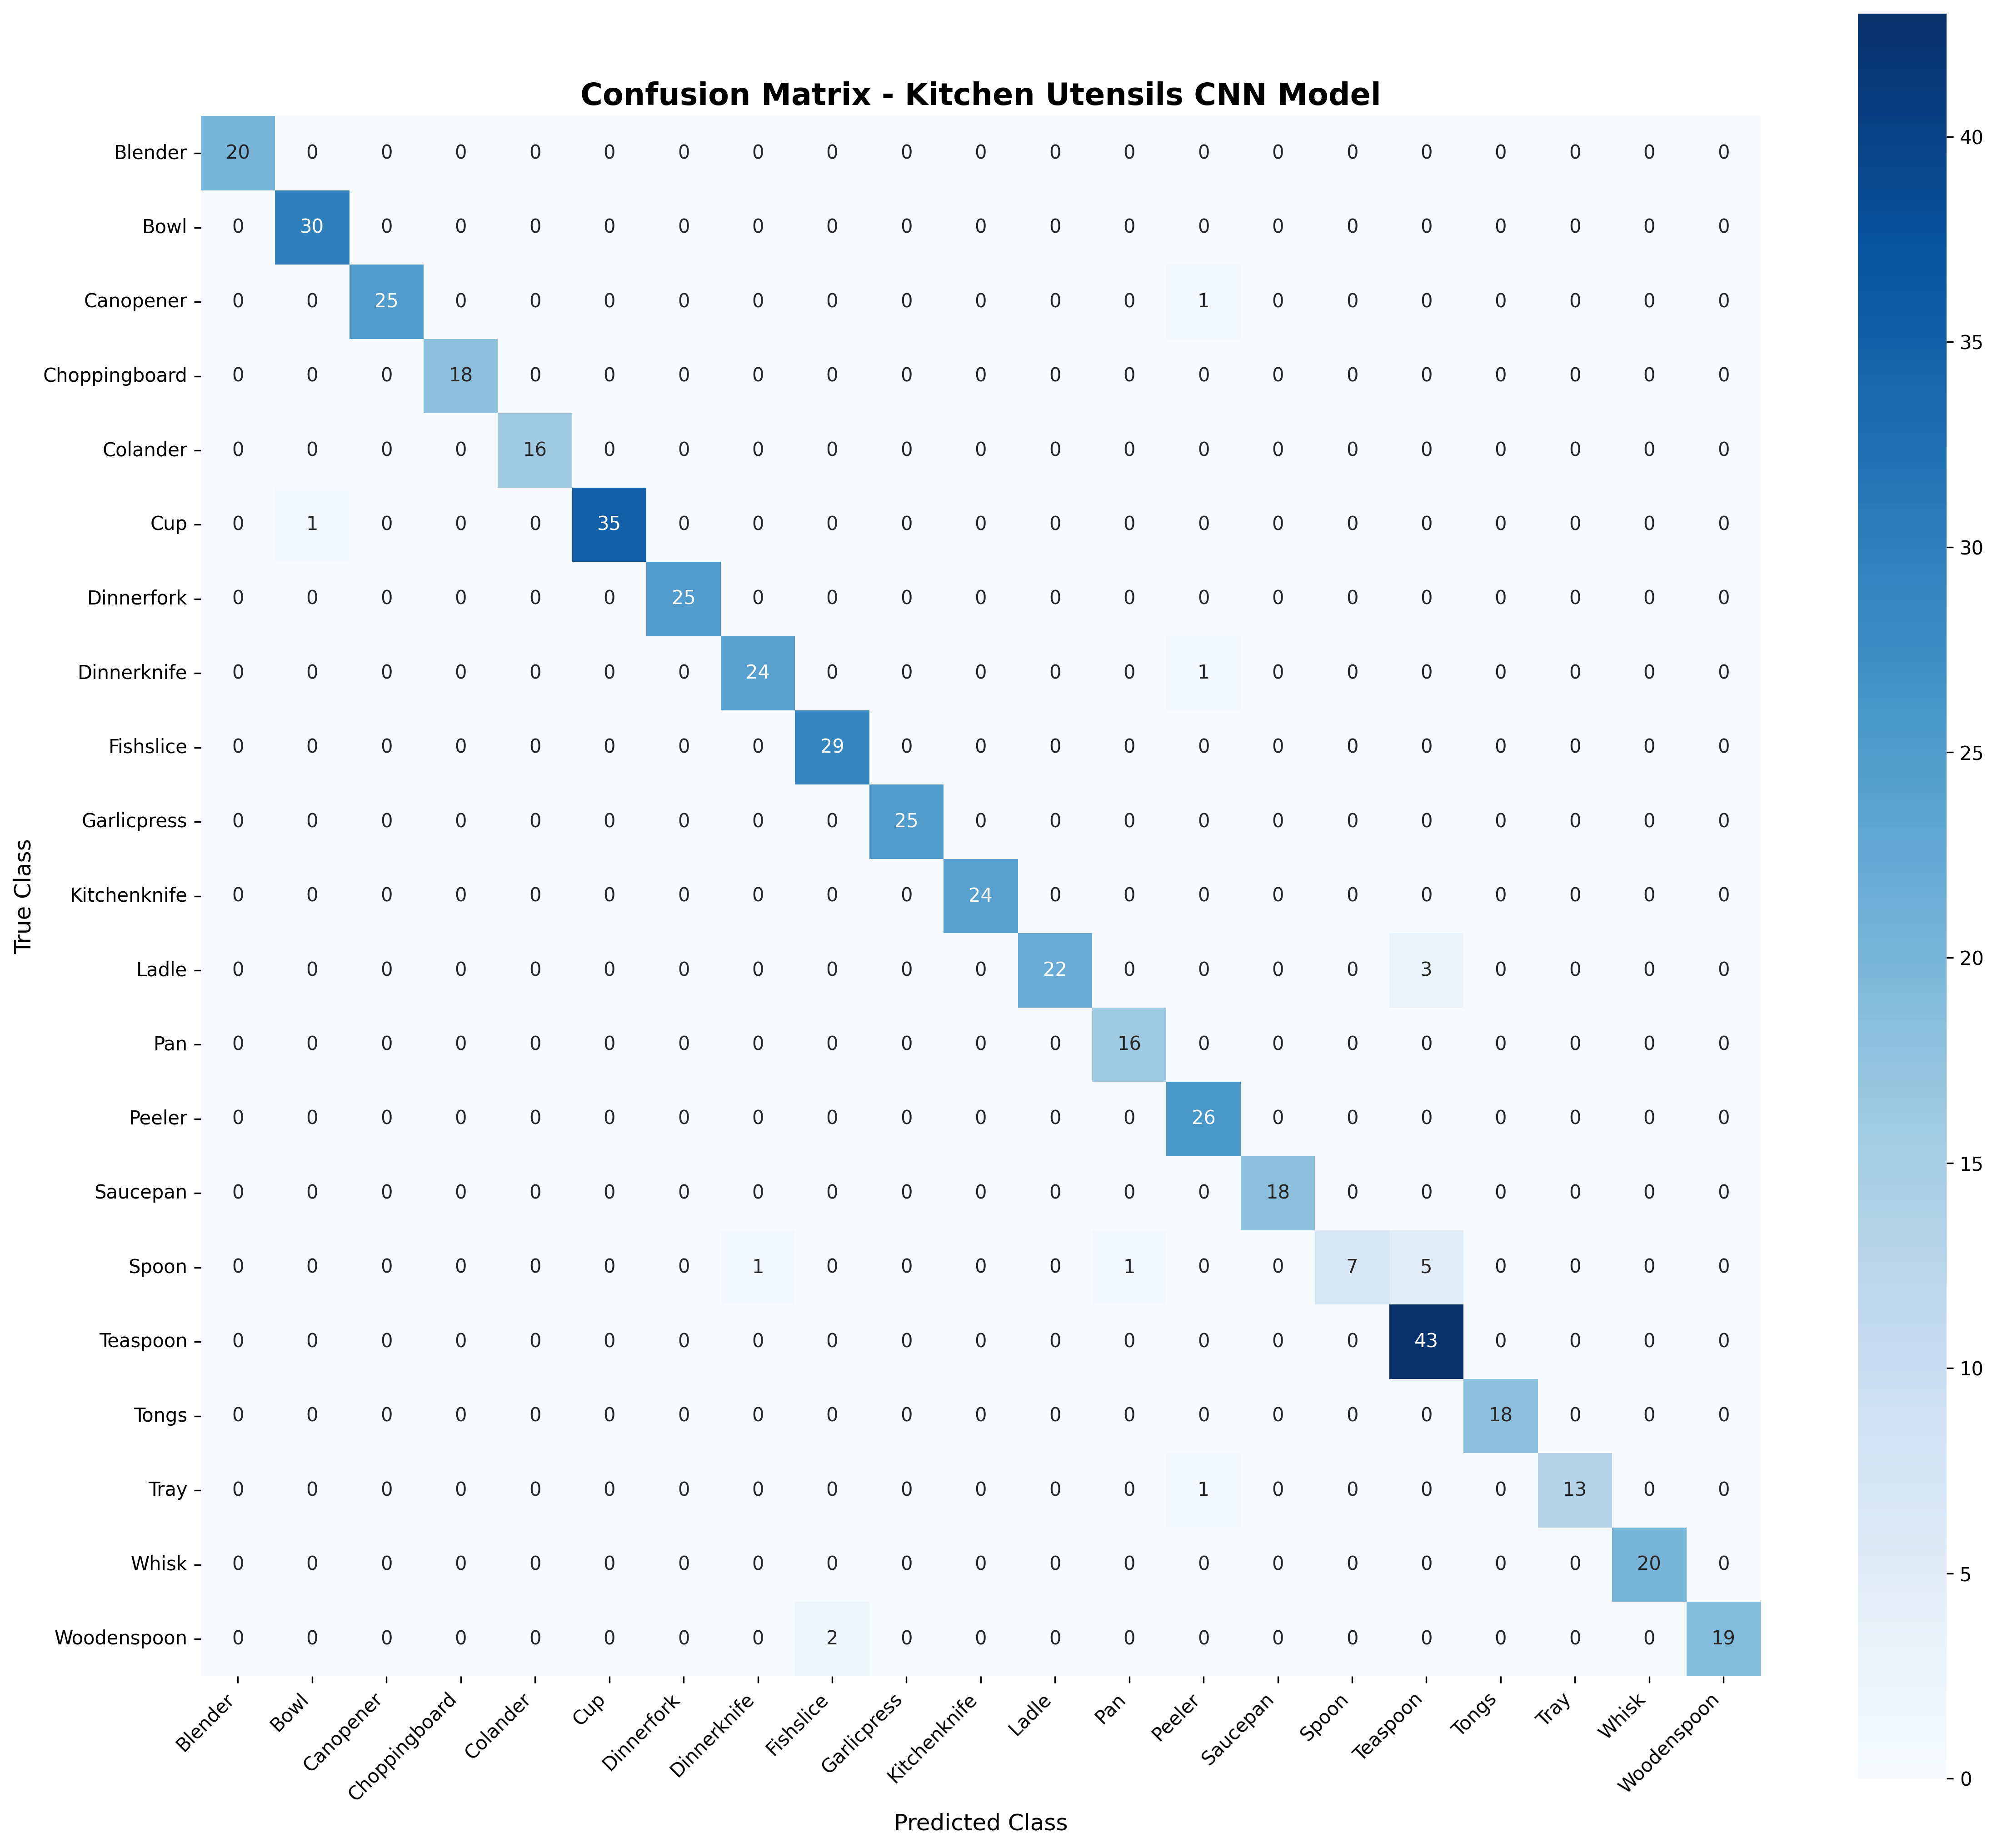 Confusion Matrix - Kitchen Utensils CNN Model
Blender 20 0 0 0 0 0 0 0 0 0 0 0 0 0 0 0 0 0 0 0 0
Bowl 0 30 0 0 0 0 0 0 0 0 0 0 0 0 0 0 0 0 0 0 0
Canopener 0 0 25 0 0 0 0 0 0 0 0 0 0 1 0 0 0 0 0 0 0
Choppingboard 0 0 0 18 0 0 0 0 0 0 0 0 0 0 0 0 0 0 0 0 0
Colander 0 0 0 0 16 0 0 0 0 0 0 0 0 0 0 0 0 0 0 0 0
Cup 0 1 0 0 0 35 0 0 0 0 0 0 0 0 0 0 0 0 0 0 0
Dinnerfork 0 0 0 0 0 0 25 0 0 0 0 0 0 0 0 0 0 0 0 0 0
Dinnerknife 0 0 0 0 0 0 0 24 0 0 0 0 0 1 0 0 0 0 0 0 0
Fishslice 0 0 0 0 0 0 0 0 29 0 0 0 0 0 0 0 0 0 0 0 0
Garlicpress 0 0 0 0 0 0 0 0 0 25 0 0 0 0 0 0 0 0 0 0 0
Kitchenknife 0 0 0 0 0 0 0 0 0 0 24 0 0 0 0 0 0 0 0 0 0
Ladle 0 0 0 0 0 0 0 0 0 0 0 22 0 0 0 0 3 0 0 0 0
Pan 0 0 0 0 0 0 0 0 0 0 0 0 16 0 0 0 0 0 0 0 0
Peeler 0 0 0 0 0 0 0 0 0 0 0 0 0 26 0 0 0 0 0 0 0
Saucepan 0 0 0 0 0 0 0 0 0 0 0 0 0 0 18 0 0 0 0 0 0
Spoon 0 0 0 0 0 0 0 1 0 0 0 0 1 0 0 7 5 0 0 0 0
Teaspoon 0 0 0 0 0 0 0 0 0 0 0 0 0 0 0 0 43 0 0 0 0
Tongs 0 0 0 0 0 0 0 0 0 0 0 0 0 0 0 0 0 18 0 0 0
Tray 0 0 0 0 0 0 0 0 0 0 0 0 0 1 0 0 0 0 13 0 0
Whisk 0 0 0 0 0 0 0 0 0 0 0 0 0 0 0 0 0 0 0 20 0
Woodenspoon 0 0 0 0 0 0 0 0 2 0 0 0 0 0 0 0 0 0 0 0 19
True Class
Blender
Bowl
Canopener
Choppingboard
Colander
Cup
Dinnerfork
Dinnerknife
Fishslice
Garlicpress
Kitchenknife
Ladle
Pan
Peeler
Saucepan
Spoon
Teaspoon
Tongs
Tray
Whisk
Woodenspoon
Predicted Class
40
35
30
25
20
15
10
5
0